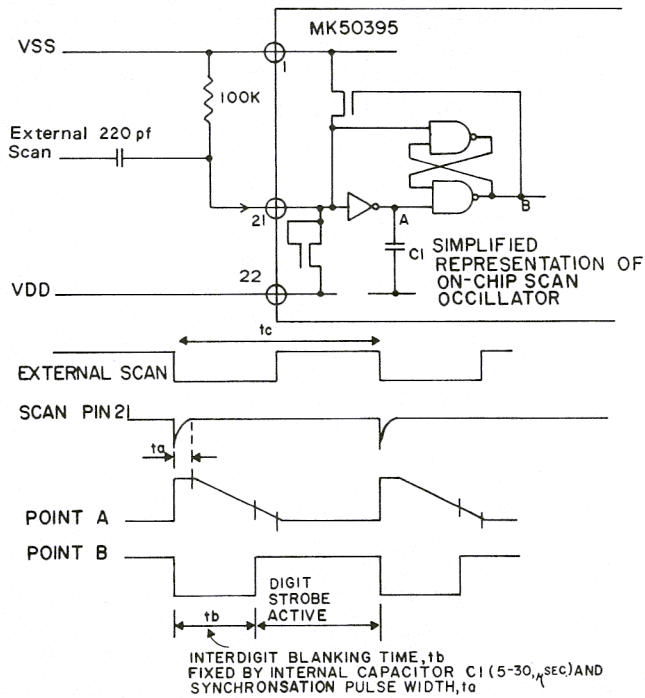 MK50395
VSS
1
100K
External 220 pf
Scan
21
A
B
C1
SIMPLIFIED
REPRESENTATION OF
ON-CHIP SCAN
OCCILLATOR
22
VDD
tc
EXTERNAL SCAN
SCAN PIN 21
ta
POINT A
POINT B
DIGIT
STROBE
ACTIVE
tb
INTERDIGIT BLANKING TIME, tb
FIXED BY INTERNAL CAPACITOR C1 (5-30, μSEC) AND
SYNCHRONSATION PULSE WIDTH, ta